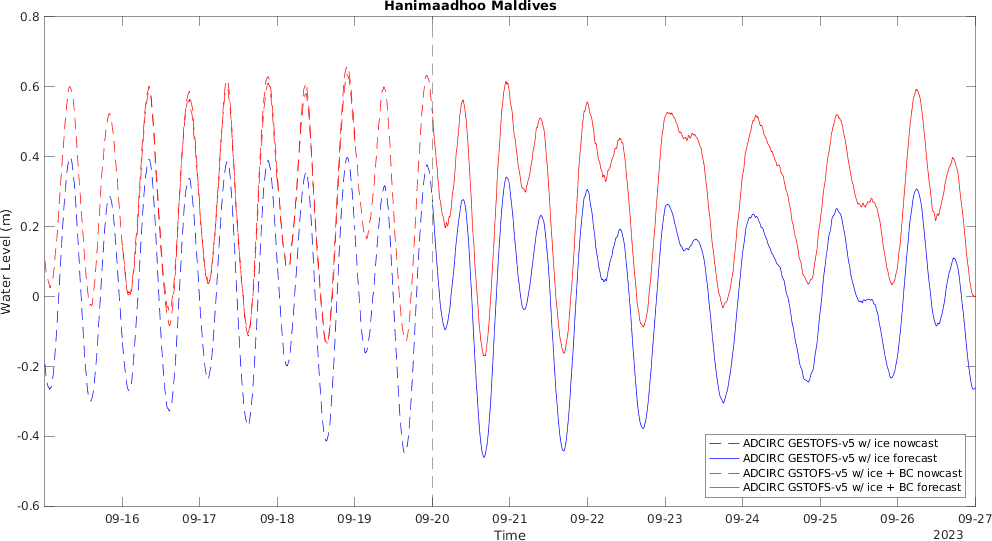 Hanimaadhoo Maldives
0.8
0.6
0.4
0.2
0
-0.2
-0.4
-0.6
Water Level (m)
ADCIRC GESTOFS-v5 w/ ice nowcast
ADCIRC GESTOFS-v5 w/ ice forecast
ADCIRC GSTOFS-v5 w/ ice + BC nowcast
ADCIRC GSTOFS-v5 w/ ice + BC forecast
09-16 09-17 09-18 09-19 09-20 09-21 09-22 09-23 09-24 09-25 09-26 09-27
Time
2023